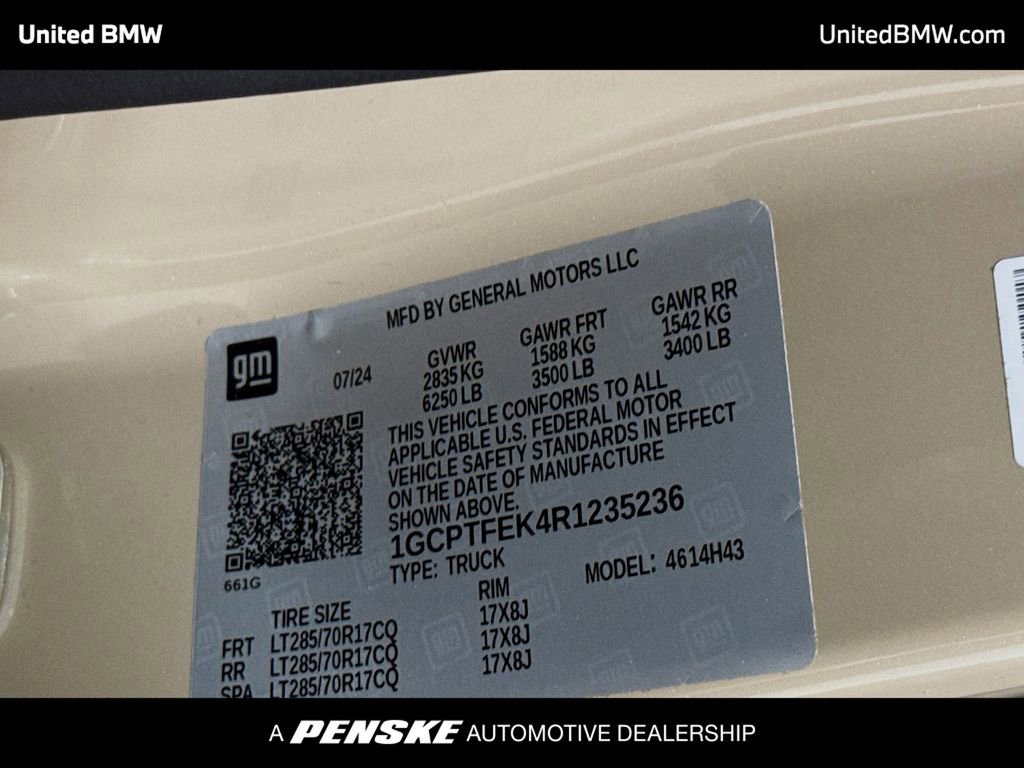 United BMW
UnitedBMW.com
MFD BY GENERAL MOTORS LLC
gm
07/24
GVWR
2835 KG
6250 LB
GAWR FRT
1588 KG
3500 LB
GAWR RR
1542 KG
3400 LB
THIS VEHICLE CONFORMS TO ALL
APPLICABLE U.S. FEDERAL MOTOR
VEHICLE SAFETY STANDARDS IN EFFECT
ON THE DATE OF MANUFACTURE
SHOWN ABOVE.
1GCPTFEK4R1235236
TYPE: TRUCK
MODEL: 4614H43
661G
TIRE SIZE
RIM
FRT LT285/70R17CQ 17X8J
RR LT285/70R17CQ 17X8J
SPA LT285/70R17CQ 17X8J
A PENSKE AUTOMOTIVE DEALERSHIP